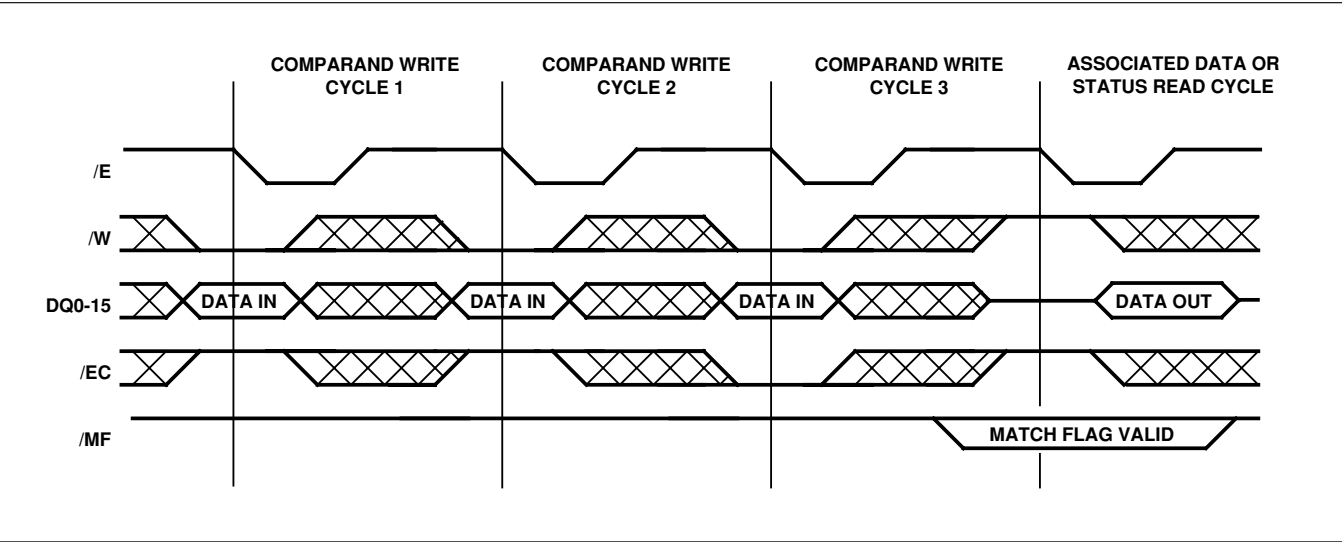 COMPARAND WRITE
CYCLE 1
COMPARAND WRITE
CYCLE 2
COMPARAND WRITE
CYCLE 3
ASSOCIATED DATA OR
STATUS READ CYCLE
/E
/W
DQ0-15
DATA IN
DATA IN
DATA IN
DATA OUT
/EC
/MF
MATCH FLAG VALID